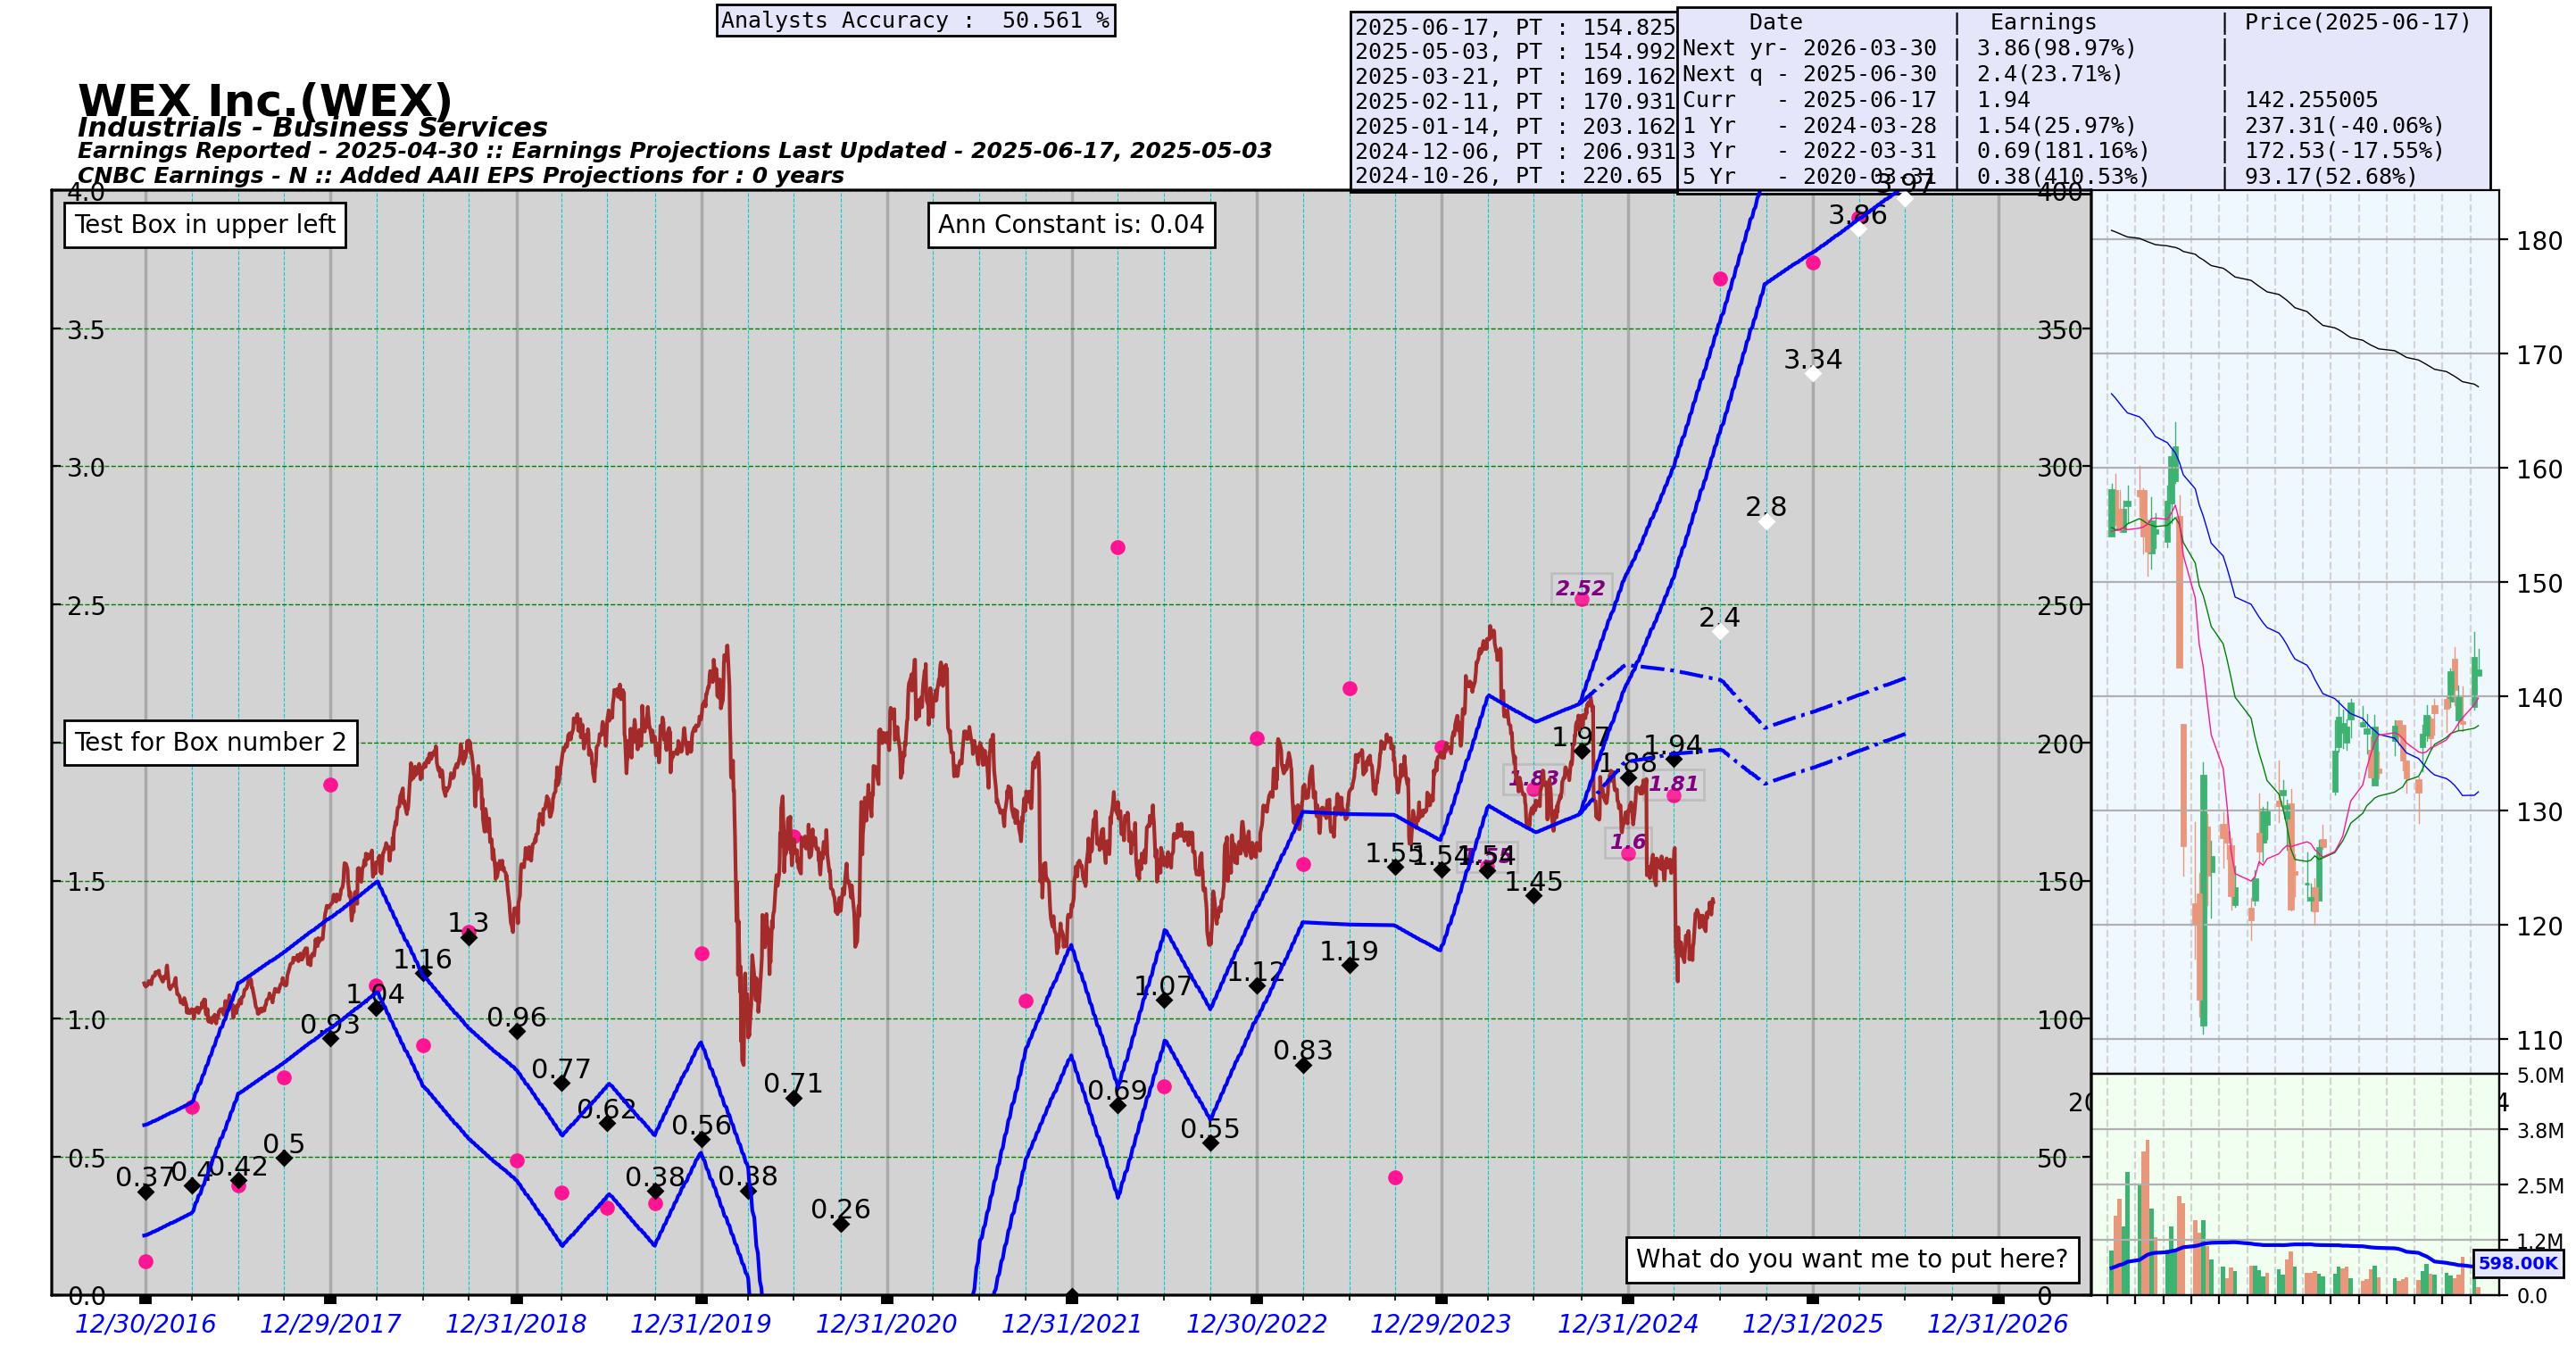 Analysts Accuracy :  50.561 %
2025-06-17, PT : 154.825
2025-05-03, PT : 154.992
2025-03-21, PT : 169.162
2025-02-11, PT : 170.931
2025-01-14, PT : 203.162
2024-12-06, PT : 206.931
2024-10-26, PT : 220.65
Date | Earnings | Price(2025-06-17)
Next yr- 2026-03-30 | 3.86(98.97%) |
Next q - 2025-06-30 | 2.4(23.71%) |
Curr - 2025-06-17 | 1.94 | 142.255005
1 Yr - 2024-03-28 | 1.54(25.97%) | 237.31(-40.06%)
3 Yr - 2022-03-31 | 0.69(181.16%) | 172.53(-17.55%)
5 Yr - 2020-03-31 | 0.38(410.53%) | 93.17(52.68%)
WEX Inc.(WEX)
Industrials - Business Services
Earnings Reported - 2025-04-30 :: Earnings Projections Last Updated - 2025-06-17, 2025-05-03
CNBC Earnings - N :: Added AAII EPS Projections for : 0 years
Test Box in upper left
Ann Constant is: 0.04
Test for Box number 2
What do you want me to put here?
4.0
3.5
3.0
2.5
1.5
1.0
0.5
0.0
400
350
300
250
200
150
100
50
0
0.37
0.4
0.42
0.5
0.93
1.04
1.16
1.3
0.96
0.77
0.62
0.38
0.56
0.38
0.71
0.26
0.69
1.07
0.55
1.12
0.83
1.19
1.55
1.54
1.54
1.55
1.45
1.83
1.97
2.52
1.88
1.6
1.94
1.81
2.4
2.8
3.34
3.86
3.97
180
170
160
150
140
130
120
110
5.0M
3.8M
2.5M
1.2M
598.00K
0.0
12/30/2016
12/29/2017
12/31/2018
12/31/2019
12/31/2020
12/31/2021
12/30/2022
12/29/2023
12/31/2024
12/31/2025
12/31/2026